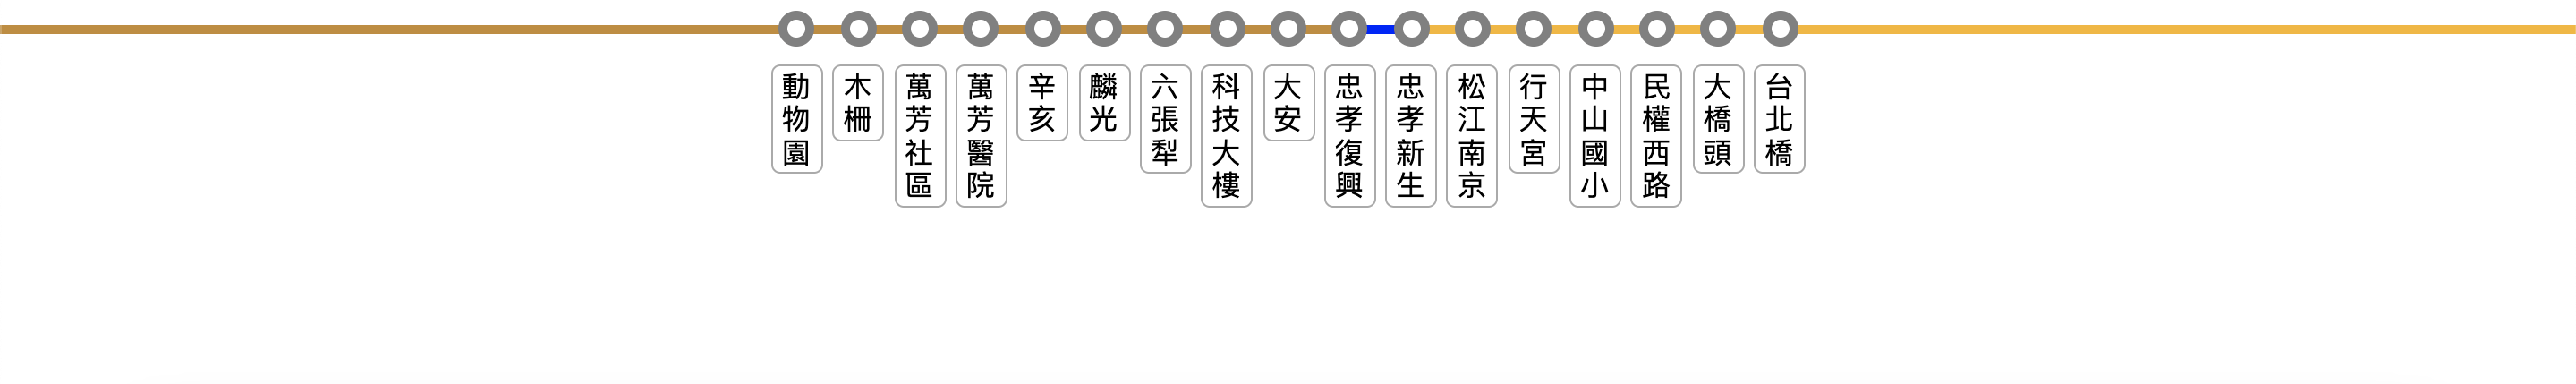 動物園
木柵
萬芳社區
萬芳醫院
辛亥
麟光
六張犁
科技大樓
大安
忠孝復興
忠孝新生
松江南京
行天宮
中山國小
民權西路
大橋頭
台北橋